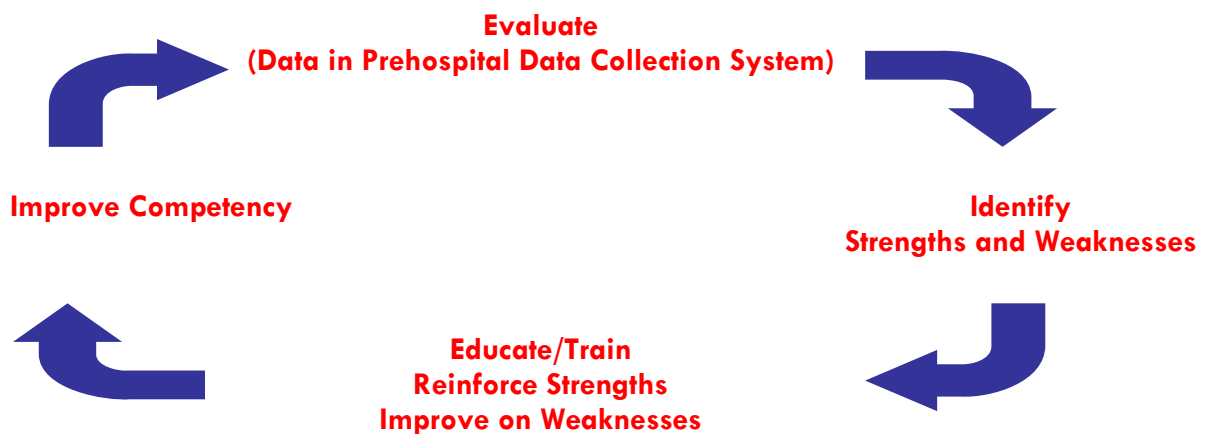 Evaluate
(Data in Prehospital Data Collection System)
Improve Competency
Identify
Strengths and Weaknesses
Educate/Train
Reinforce Strengths
Improve on Weaknesses